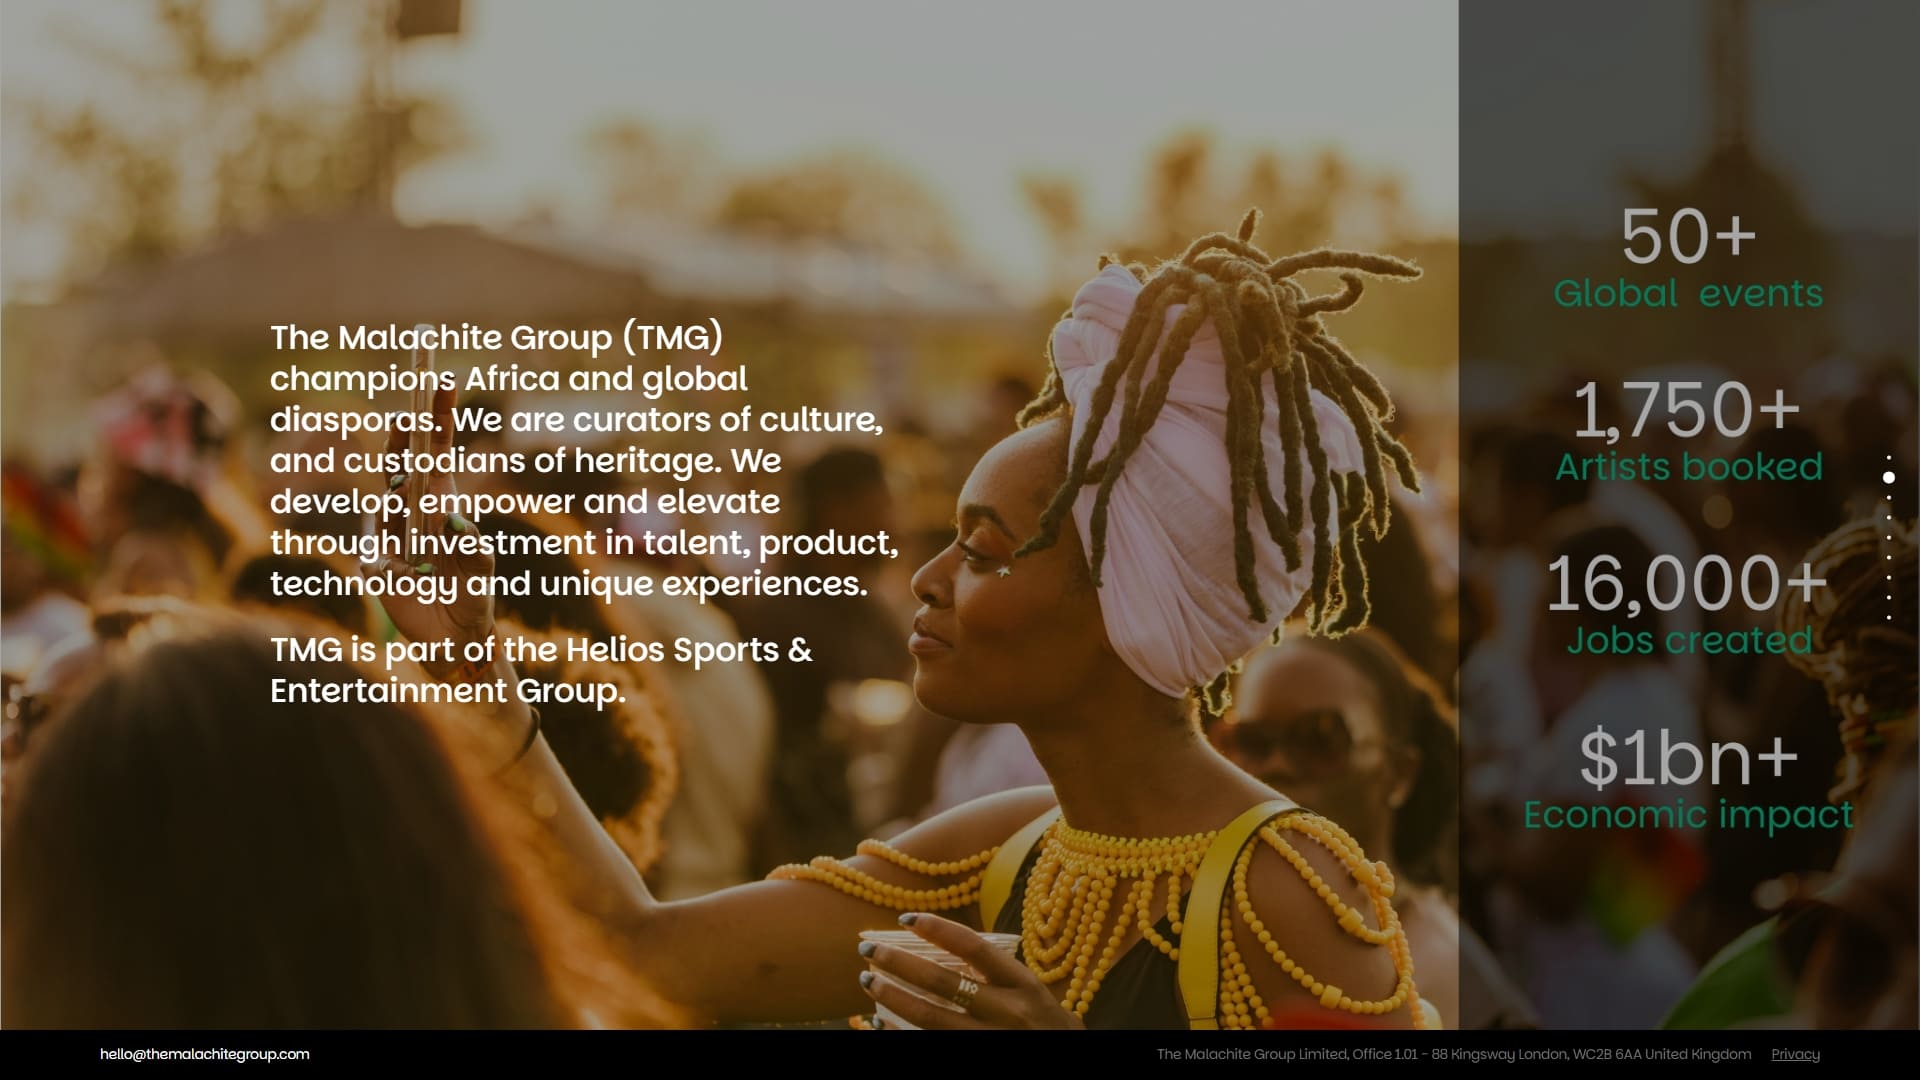 The Malachite Group (TMG)
champions Africa and global
diasporas. We are curators of culture,
and custodians of heritage. We
develop, empower and elevate
through investment in talent, product,
technology and unique experiences.
TMG is part of the Helios Sports &
Entertainment Group.
50+
Global events
1,750+
Artists booked
16,000+
Jobs created
$1bn+
Economic impact
hello@themalachitegroup.com
The Malachite Group Limited, Office 1.01 - 88 Kingsway London, WC2B 6AA United Kingdom Privacy